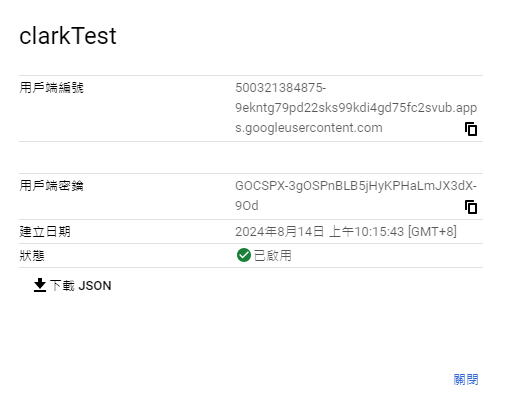 clarkTest
用戶端編號
500321384875-
9ekntg79pd22sks99kdi4gd75fc2svub.app
s.googleusercontent.com
用戶端密鑰
GOCSPX-3gOSPnBLB5jHyKPHaLmJX3dX-
9Od
建立日期
2024年8月14日 上午10:15:43 [GMT+8]
狀態
已啟用
下載 JSON
關閉